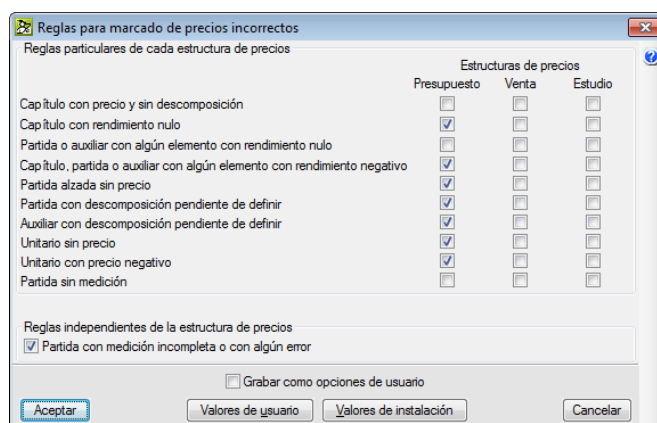 Reglas para marcado de precios incorrectos
Reglas particulares de cada estructura de precios
Estructuras de precios
Presupuesto Venta Estudio
Capítulo con precio y sin descomposición
Capítulo con rendimiento nulo
Partida o auxiliar con algún elemento con rendimiento nulo
Capítulo, partida o auxiliar con algún elemento con rendimiento negativo
Partida alzada sin precio
Partida con descomposición pendiente de definir
Auxiliar con descomposición pendiente de definir
Unitario sin precio
Unitario con precio negativo
Partida sin medición
Reglas independientes de la estructura de precios
Partida con medición incompleta o con algún error
Grabar como opciones de usuario
Aceptar Valores de usuario Valores de instalación Cancelar